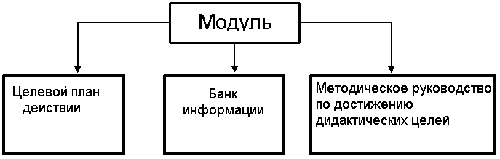 Модуль
Целевой план
действии
Банк
информации
Методическое руководство
по достижению
дидактических целей